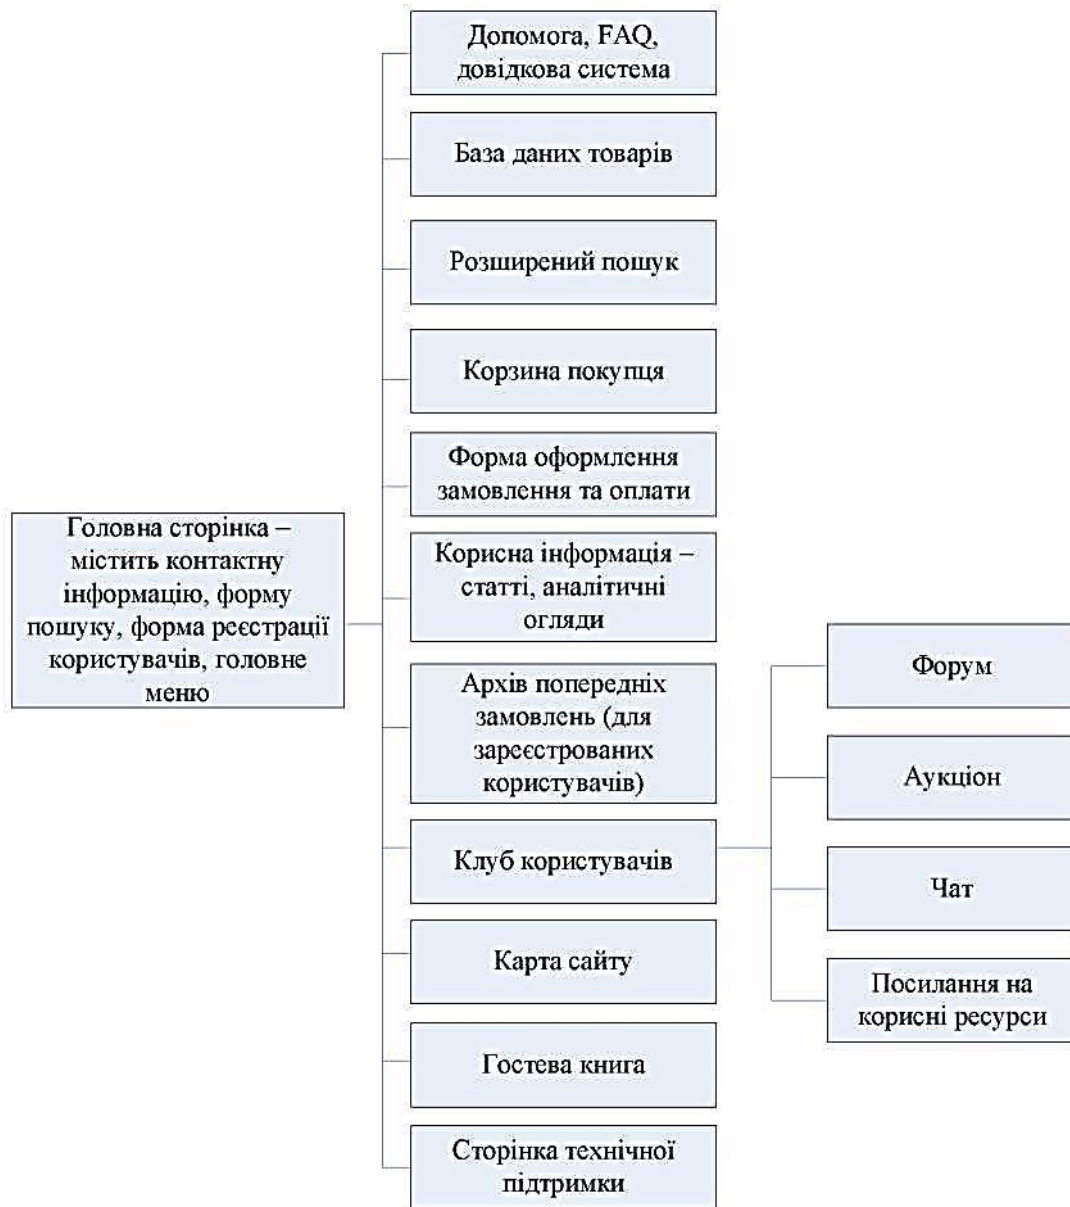 Допомога, FAQ,
довідкова система
База даних товарів
Розширений пошук
Корзина покупця
Форма оформлення
замовлення та оплати
Головна сторінка –
містить контактну
інформацію, форму
пошуку, форма реєстрації
користувачів, головне
меню
Корисна інформація –
статті, аналітичні
огляди
Архів попередніх
замовлень (для
зареєстрованих
користувачів)
Клуб користувачів
Карта сайту
Гостева книга
Сторінка технічної
підтримки
Форум
Аукціон
Чат
Посилання на
корисні ресурси